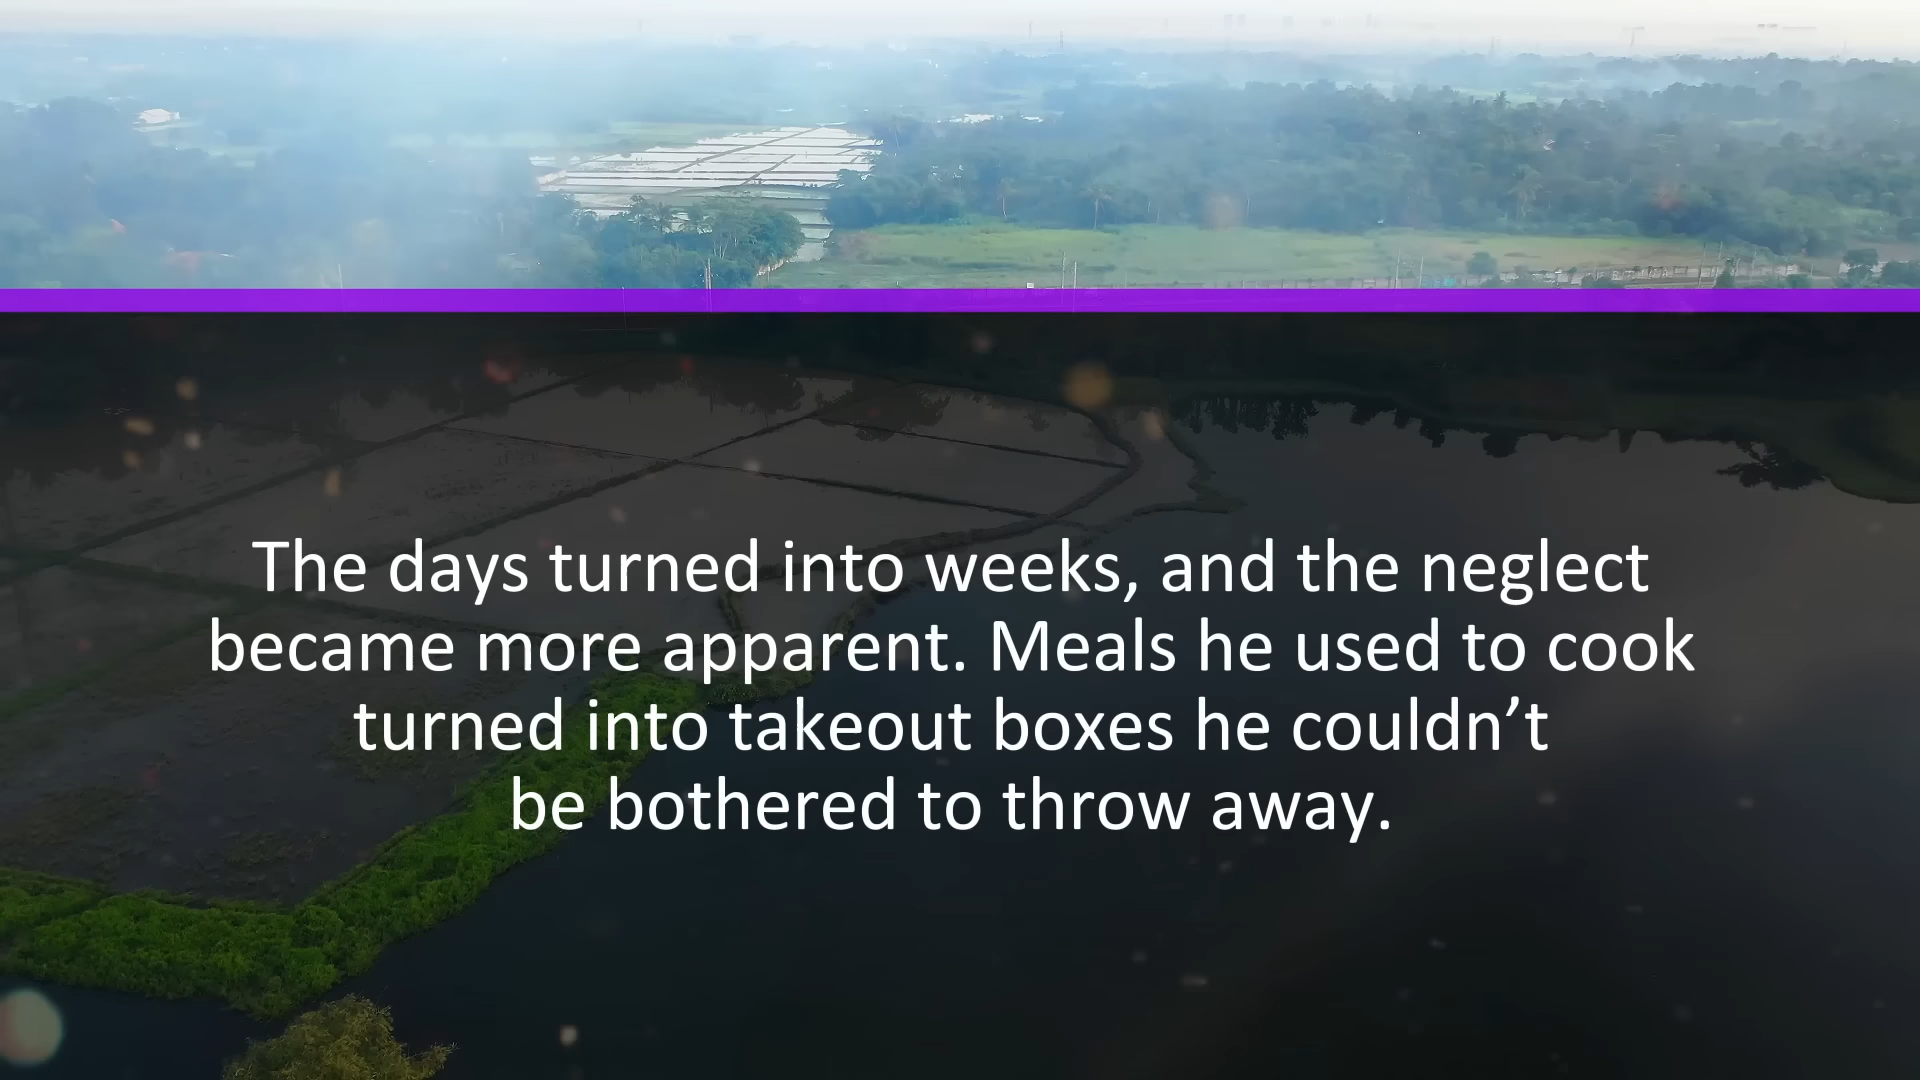 The days turned into weeks, and the neglect
became more apparent. Meals he used to cook
turned into takeout boxes he couldn’t
be bothered to throw away.